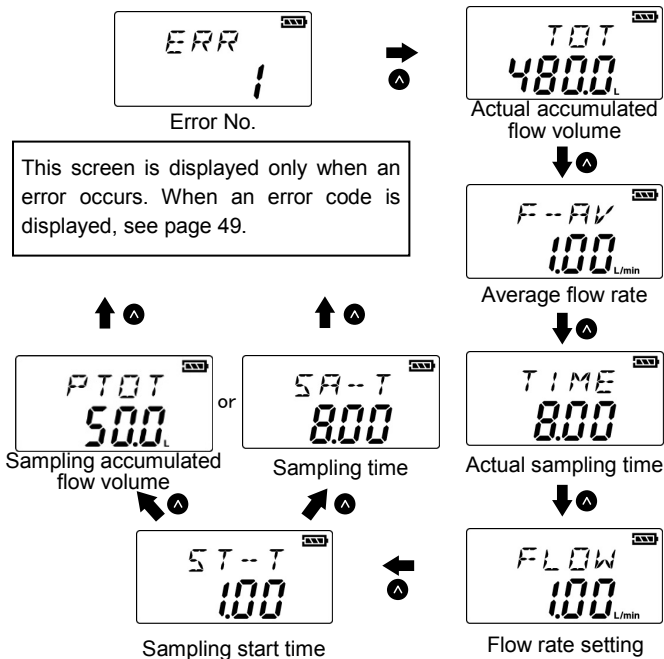 ERR
1
Error No.
TOT
480.0 L
Actual accumulated
flow volume
This screen is displayed only when an
error occurs. When an error code is
displayed, see page 49.
F--AV
1.00 L/min
Average flow rate
PTOT
50.0 L
Sampling accumulated
flow volume
or
SA--T
8.00
Sampling time
TIME
8.00
Actual sampling time
ST--T
1.00
Sampling start time
FLOW
1.00 L/min
Flow rate setting